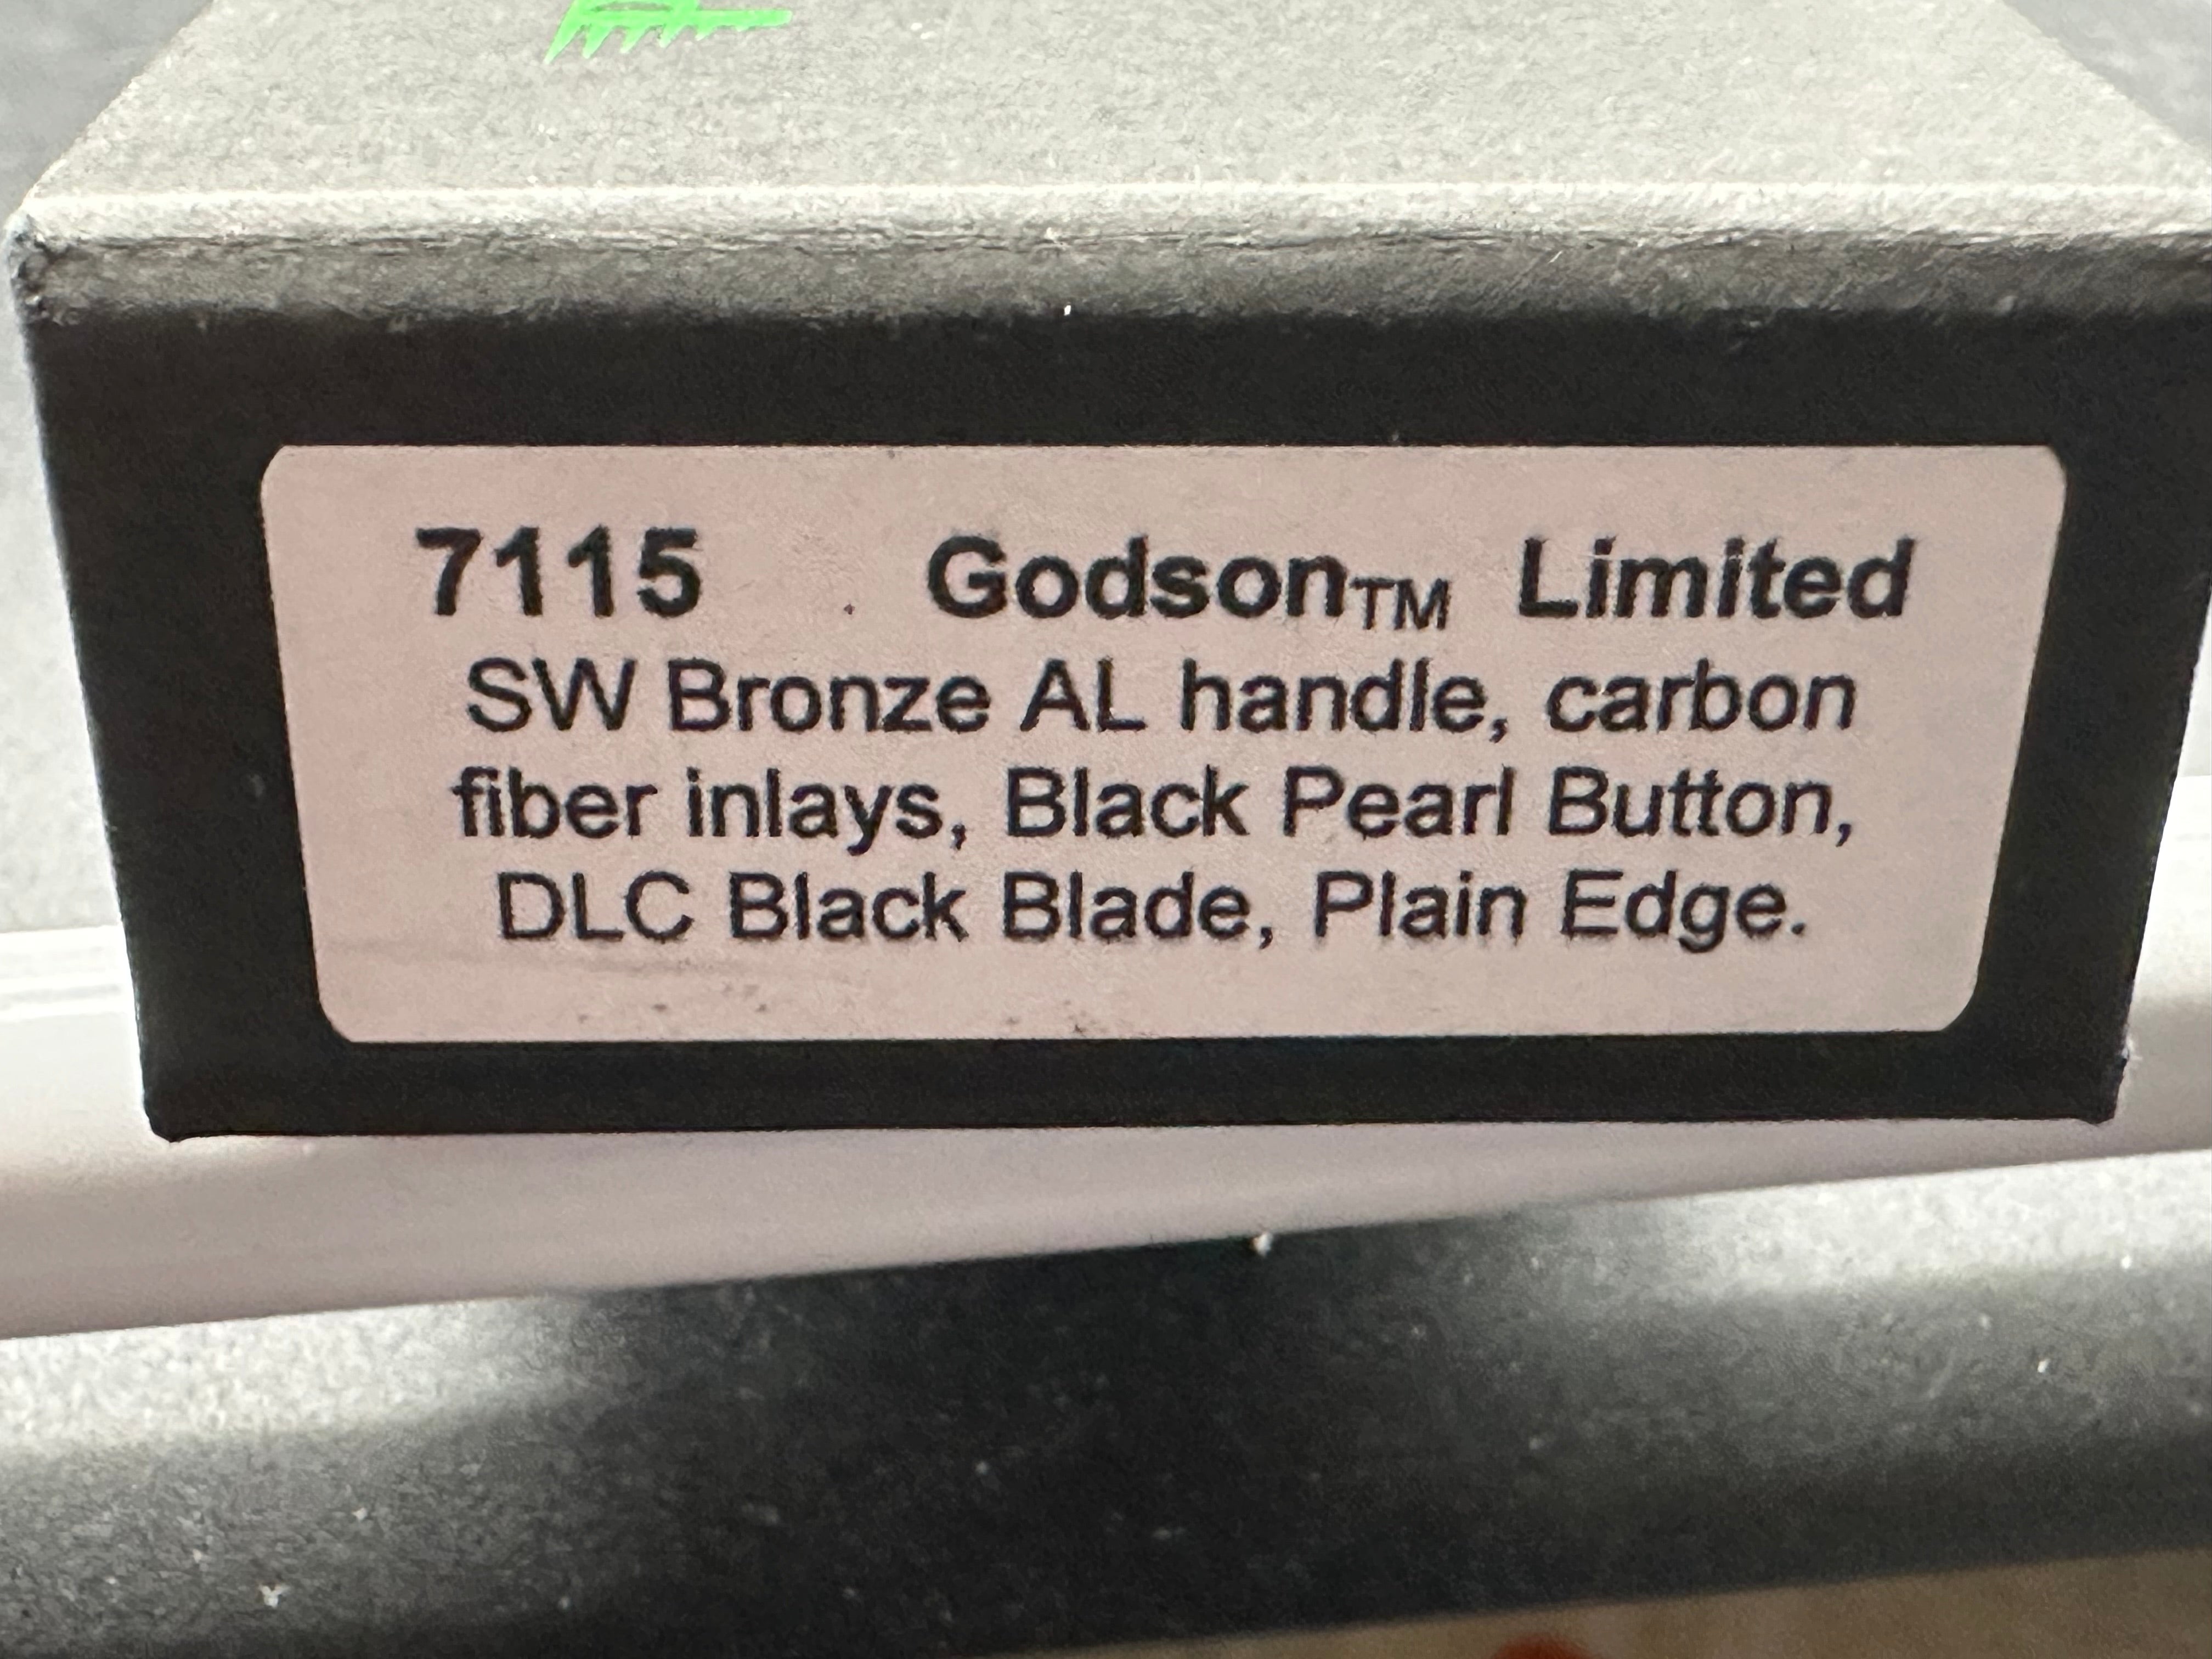 7115 Godson™ Limited
SW Bronze AL handle, carbon
fiber inlays, Black Pearl Button,
DLC Black Blade, Plain Edge.